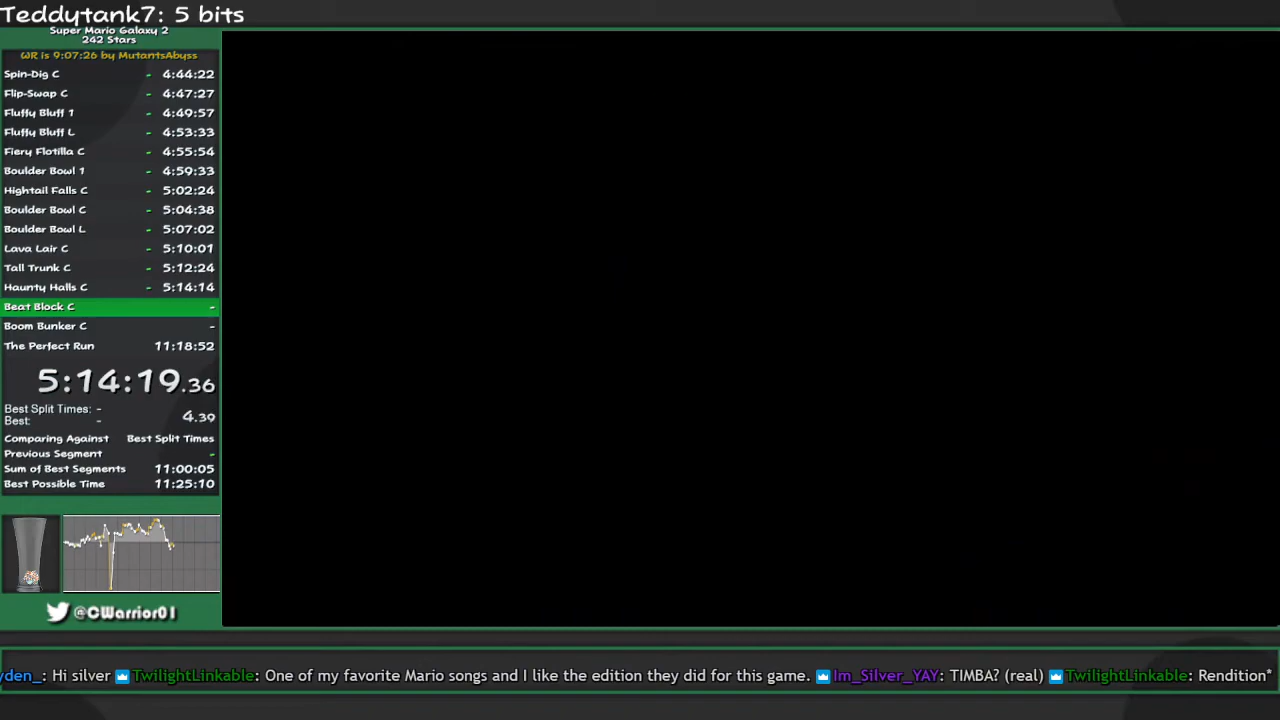 Teddytank7: 5 bits
Super Mario Galaxy 2
242 Stars
WR is 9:07:26 by MutantsAbyss
Spin-Dig C - 4:44:22
Flip-Swap C - 4:47:27
Fluffy Bluff 1 - 4:49:57
Fluffy Bluff L - 4:53:33
Fiery Flotilla C - 4:55:54
Boulder Bowl 1 - 4:59:33
Hightail Falls C - 5:02:24
Boulder Bowl C - 5:04:38
Boulder Bowl L - 5:07:02
Lava Lair C - 5:10:01
Tall Trunk C - 5:12:24
Haunty Halls C - 5:14:14
Beat Block C -
Boom Bunker C -
The Perfect Run 11:18:52
5:14:19.36
Best Split Times: -
Best: - 4.39
Comparing Against Best Split Times
Previous Segment -
Sum of Best Segments 11:00:05
Best Possible Time 11:25:10
@CWarrior01
yden_: Hi silver TwilightLinkable: One of my favorite Mario songs and I like the edition they did for this game. Im_Silver_YAY: TIMBA? (real) TwilightLinkable: Rendition*